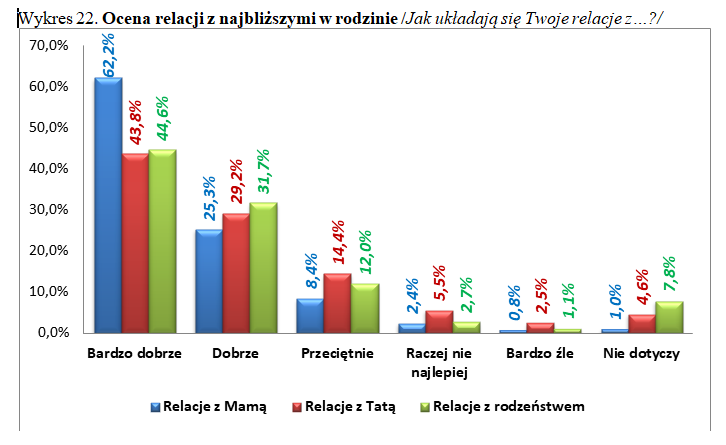 Wykres 22. Ocena relacji z najbliższymi w rodzinie /Jak układają się Twoje relacje z…?/
70,0%
60,0%
50,0%
40,0%
30,0%
20,0%
10,0%
0,0%
62,2% 43,8% 44,6%
25,3% 29,2% 31,7%
8,4% 14,4% 12,0%
2,4% 5,5% 2,7%
0,8% 2,5% 1,1%
1,0% 4,6% 7,8%
Bardzo dobrze
Dobrze
Przeciętnie
Raczej nie
najlepiej
Bardzo źle
Nie dotyczy
Relacje z Mamą
Relacje z Tatą
Relacje z rodzeństwem